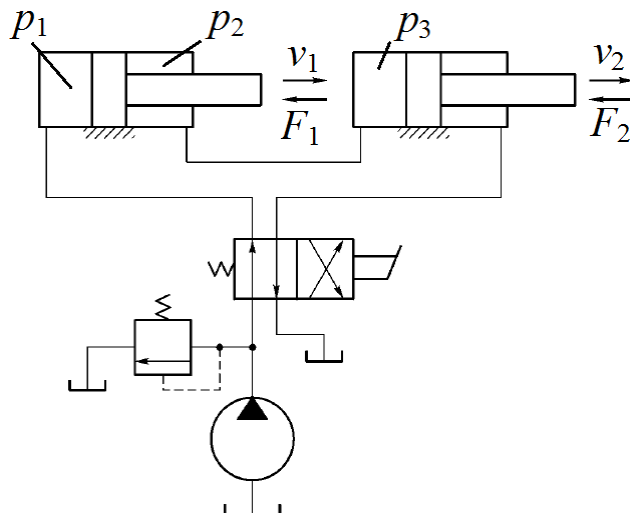 p₁ p₂ p₃
v₁ v₂
F₁ F₂